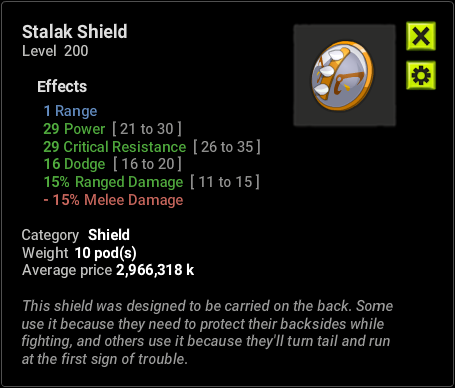 Stalak Shield
Level 200
Effects
1 Range
29 Power [ 21 to 30 ]
29 Critical Resistance [ 26 to 35 ]
16 Dodge [ 16 to 20 ]
15% Ranged Damage [ 11 to 15 ]
- 15% Melee Damage
Category Shield
Weight 10 pod(s)
Average price 2,966,318 k
This shield was designed to be carried on the back. Some
use it because they need to protect their backsides while
fighting, and others use it because they'll turn tail and run
at the first sign of trouble.